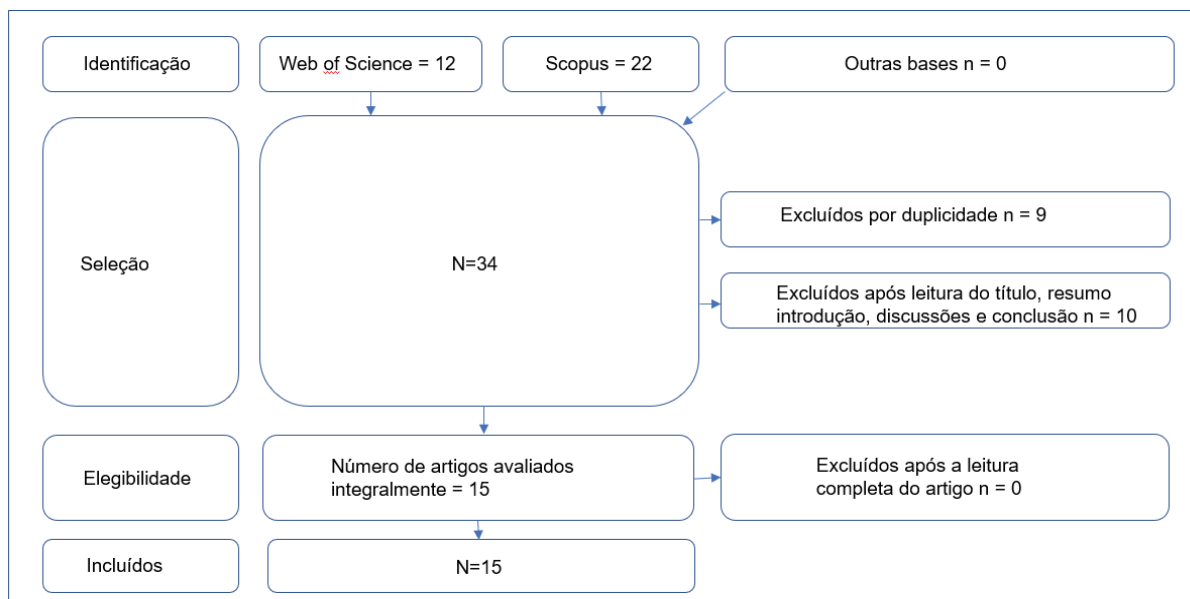 Identificação
Web of Science = 12
Scopus = 22
Outras bases n = 0
Seleção
N=34
Excluídos por duplicidade n = 9
Excluídos após leitura do título, resumo
introdução, discussões e conclusão n = 10
Elegibilidade
Número de artigos avaliados
integralmente = 15
Excluídos após a leitura
completa do artigo n = 0
Incluídos
N=15